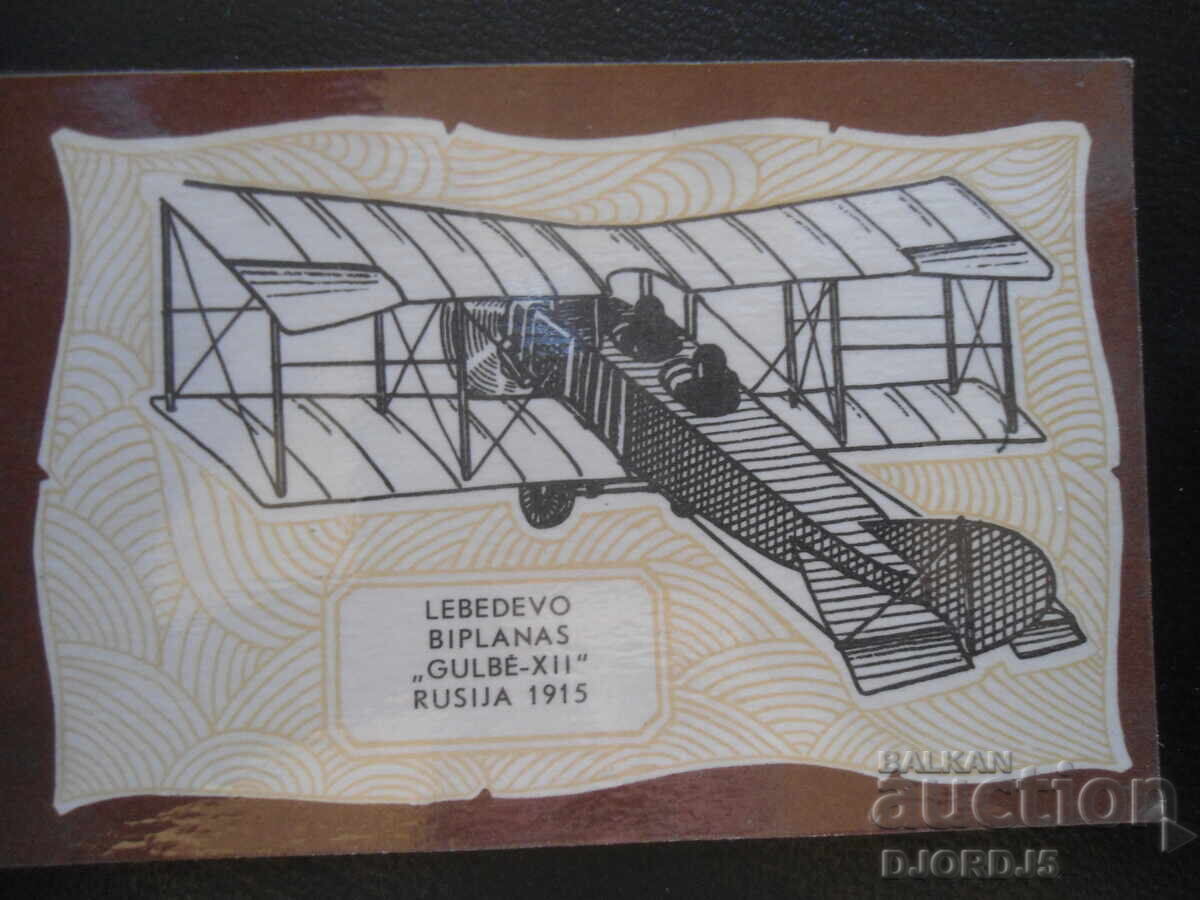 LEBEDEVO
BIPLANAS
„GULBĖ-XII“
RUSIJA 1915
BALKAN
auction
DJORDJ5